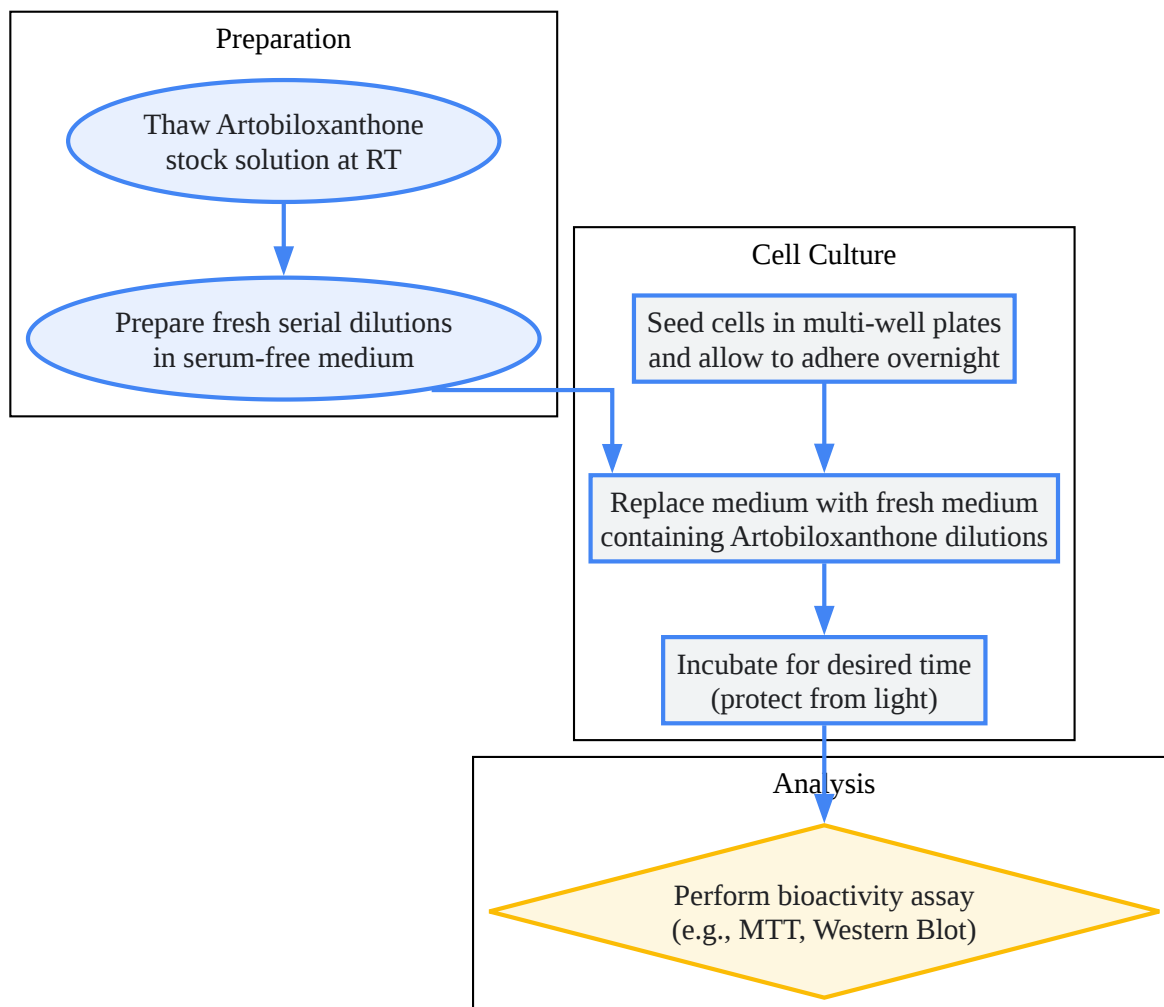 Preparation
Thaw Artobiloxanthone
stock solution at RT
Prepare fresh serial dilutions
in serum-free medium
Cell Culture
Seed cells in multi-well plates
and allow to adhere overnight
Replace medium with fresh medium
containing Artobiloxanthone dilutions
Incubate for desired time
(protect from light)
Analysis
Perform bioactivity assay
(e.g., MTT, Western Blot)